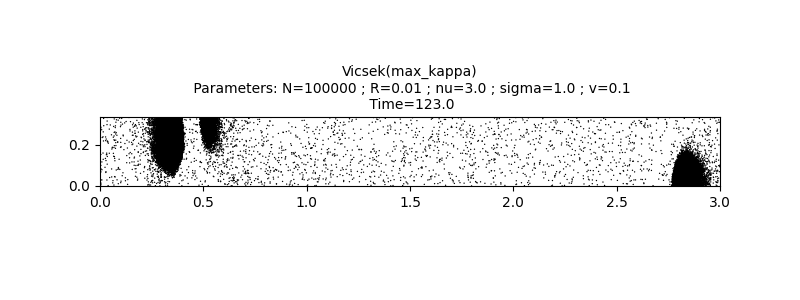 Vicsek(max_kappa)
Parameters: N=100000 ; R=0.01 ; nu=3.0 ; sigma=1.0 ; v=0.1
Time=123.0
0.2
0.0
0.0 0.5 1.0 1.5 2.0 2.5 3.0